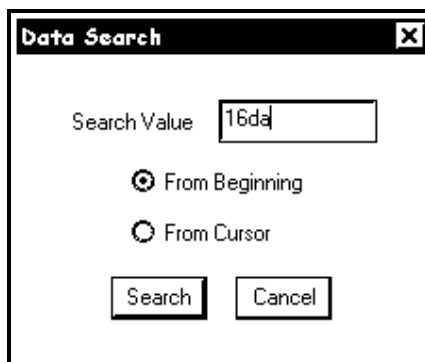 Data Search
Search Value 16da
From Beginning
From Cursor
Search Cancel